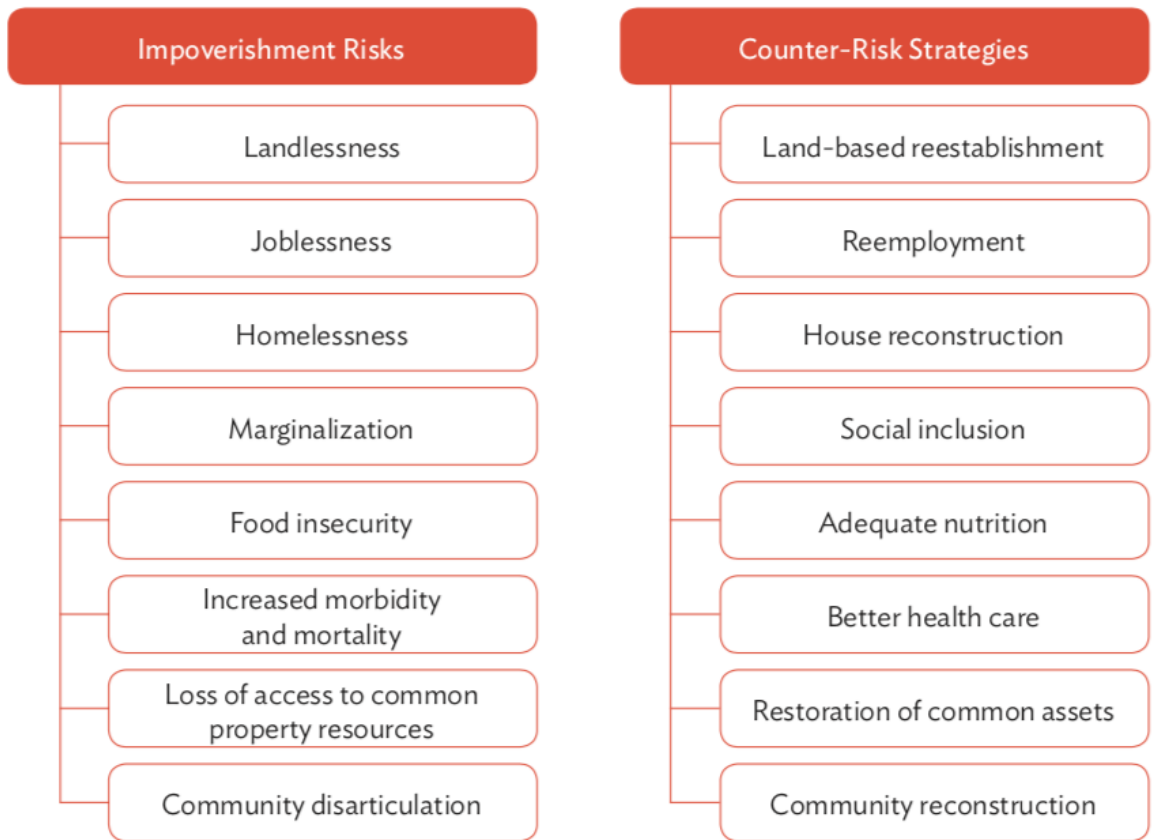 Impoverishment Risks
Landlessness
Joblessness
Homelessness
Marginalization
Food insecurity
Increased morbidity
and mortality
Loss of access to common
property resources
Community disarticulation
Counter-Risk Strategies
Land-based reestablishment
Reemployment
House reconstruction
Social inclusion
Adequate nutrition
Better health care
Restoration of common assets
Community reconstruction